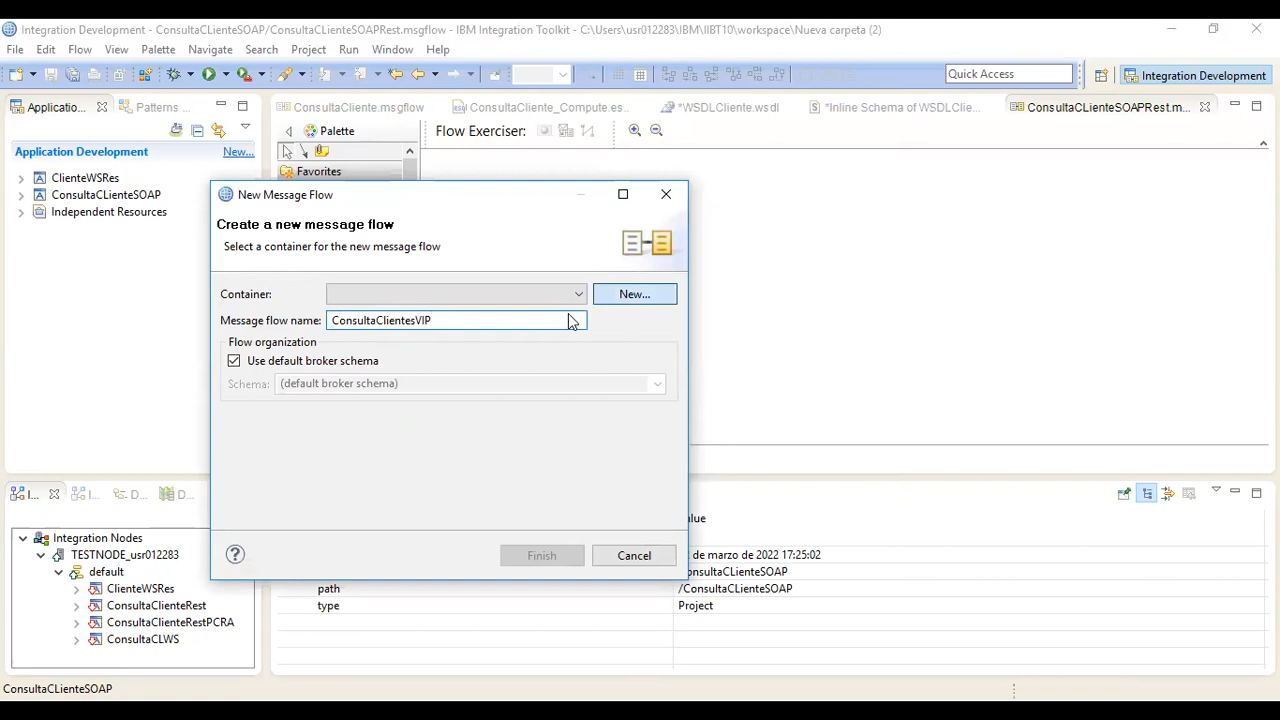 Integration Development - ConsultaCLienteSOAP/ConsultaCLienteSOAPRest.msgflow - IBM Integration Toolkit - C:\Users\usr012283\IBM\IIBT10\workspace\Nueva carpeta (2)
File Edit Flow View Palette Navigate Search Project Run Window Help
Quick Access
Integration Development
Applicatio...
Patterns ...
ConsultaCliente.msgflow
ConsultaCliente_Compute.es...
*WSDLCliente.wsdl
*Inline Schema of WSDLClie...
ConsultaCLienteSOAPRest.m...
Palette
Flow Exerciser:
Application Development
New...
Favorites
ClienteWSRes
ConsultaCLienteSOAP
Independent Resources
New Message Flow
Create a new message flow
Select a container for the new message flow
Container:
New...
Message flow name: ConsultaClientesVIP
Flow organization
Use default broker schema
Schema: (default broker schema)
Finish
Cancel
I...
I...
D...
D...
Integration Nodes
TESTNODE_usr012283
default
ClienteWSRes
ConsultaClienteRest
ConsultaClienteRestPCRA
ConsultaCLWS
de marzo de 2022 17:25:02
onsultaCLienteSOAP
path /ConsultaCLienteSOAP
type Project
ConsultaCLienteSOAP